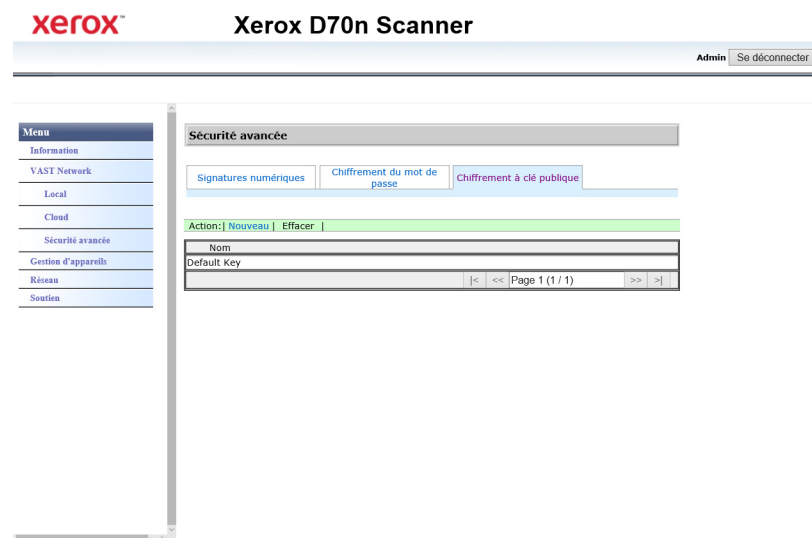 xerox™
Xerox D70n Scanner
Admin Se déconnecter
Menu
Information
VAST Network
Local
Cloud
Sécurité avancée
Gestion d'appareils
Réseau
Soutien
Sécurité avancée
Signatures numériques
Chiffrement du mot de
passe
Chiffrement à clé publique
Action:| Nouveau | Effacer |
Nom
Default Key
|< << Page 1 (1 / 1) >> >|